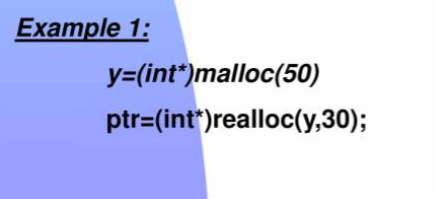 Example 1:
y=(int*)malloc(50)
ptr=(int*)realloc(y,30);